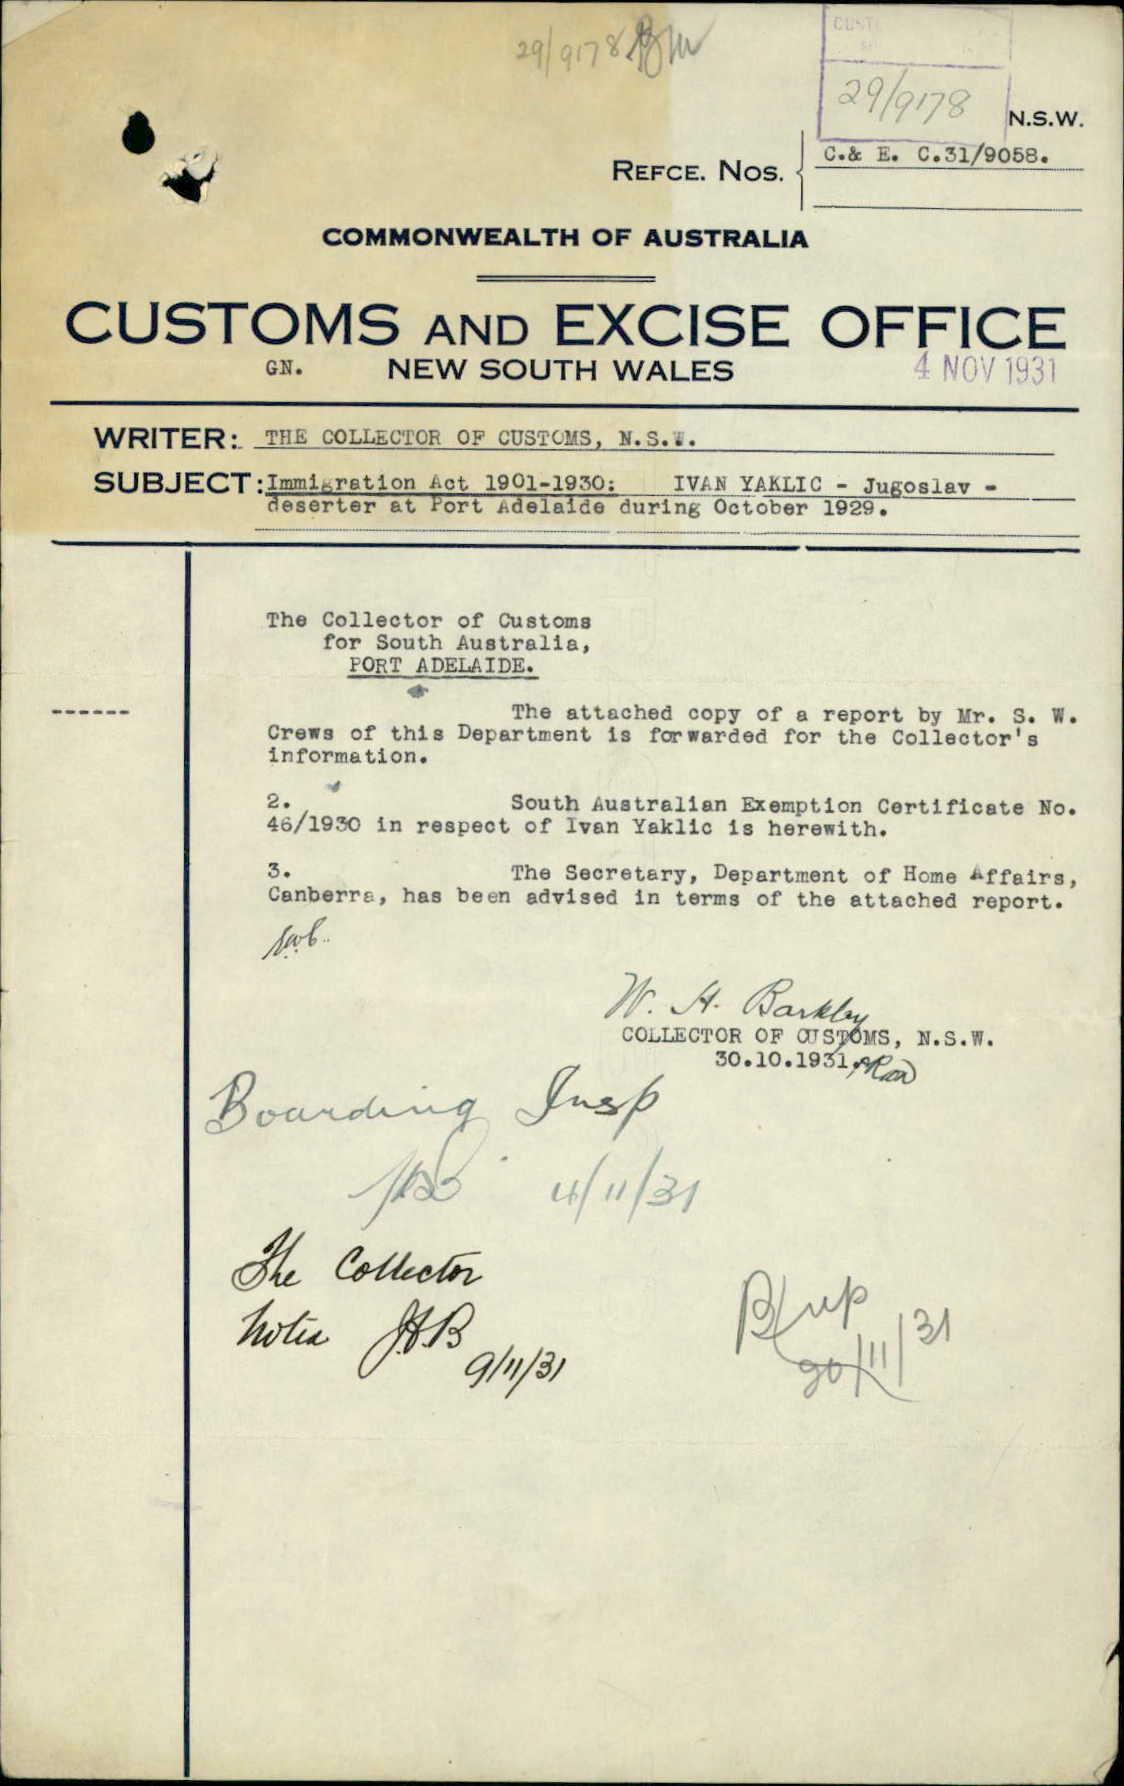 29/9178
29/9178
N.S.W.
REFCE. NOS.
C.& E. C.31/9058.
COMMONWEALTH OF AUSTRALIA
CUSTOMS AND EXCISE OFFICE
GN. NEW SOUTH WALES
4 NOV 1931
WRITER: THE COLLECTOR OF CUSTOMS, N.S.W.
SUBJECT: Immigration Act 1901-1930: IVAN YAKLIC - Jugoslav -
deserter at Port Adelaide during October 1929.
The Collector of Customs
for South Australia,
PORT ADELAIDE.
------
The attached copy of a report by Mr. S. W.
Crews of this Department is forwarded for the Collector's
information.
2. South Australian Exemption Certificate No.
46/1930 in respect of Ivan Yaklic is herewith.
3. The Secretary, Department of Home Affairs,
Canberra, has been advised in terms of the attached report.
W. H. Barkley
COLLECTOR OF CUSTOMS, N.S.W.
30.10.1931.
Boarding Insp
4/11/31
The Collector
Noted J.H.B
9/11/31
B/up
20/11/31